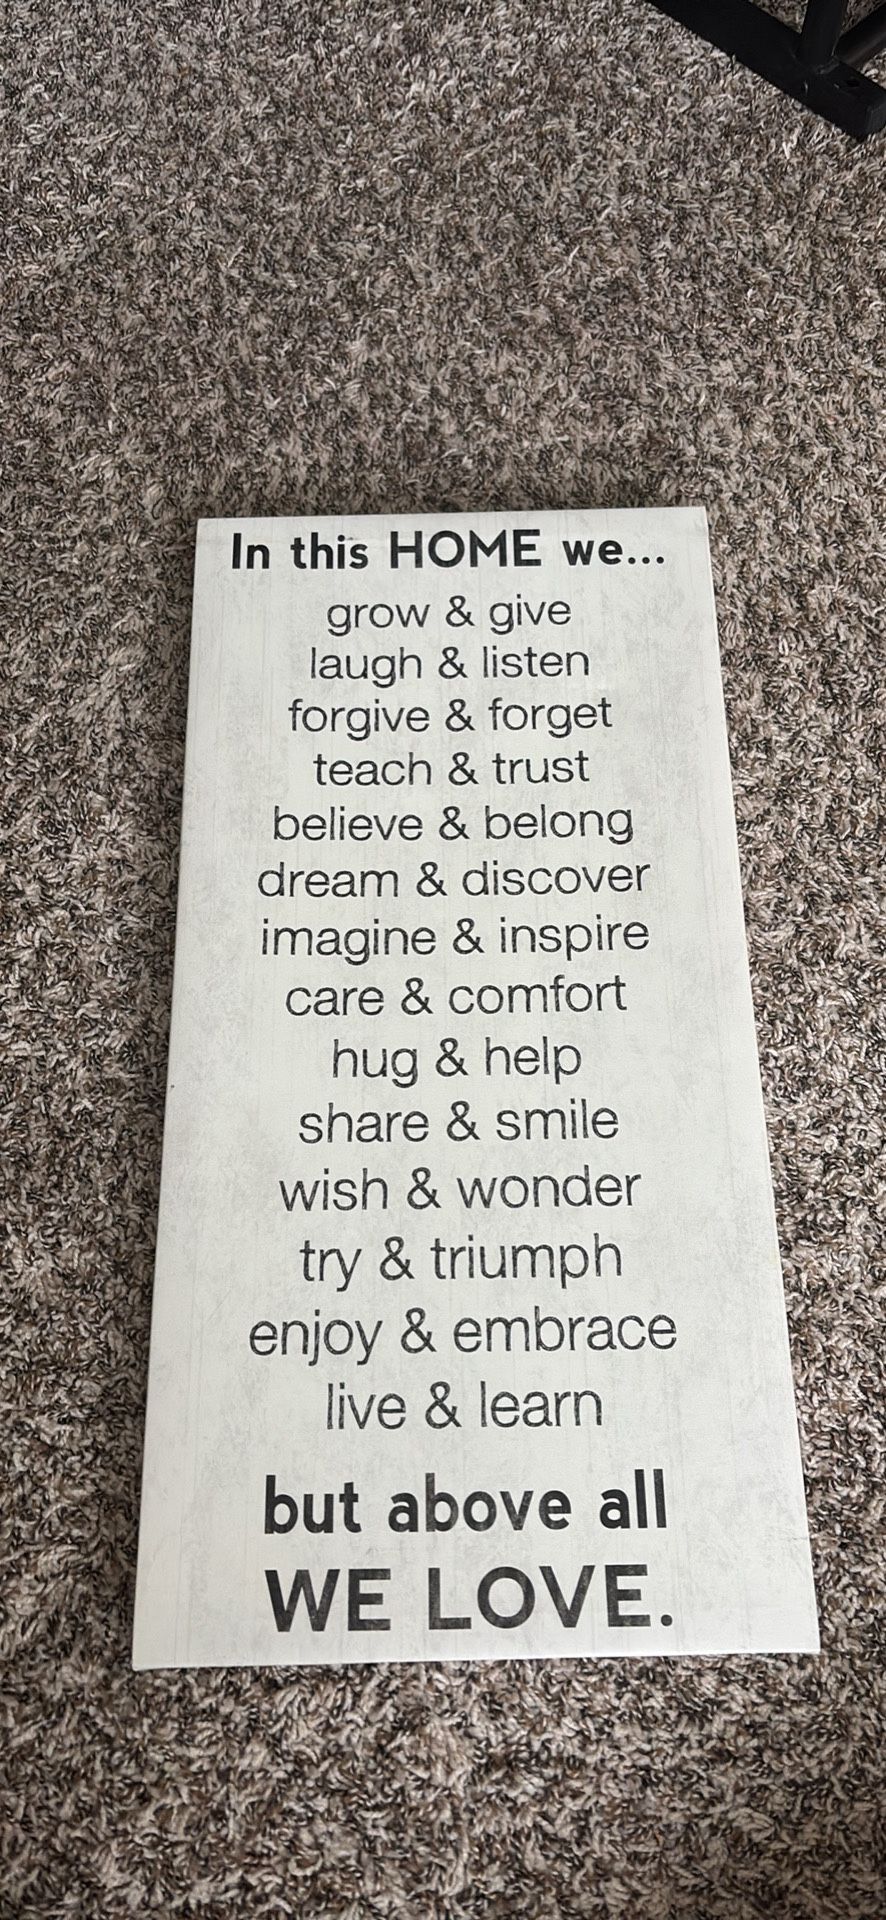 In this HOME we...
grow & give
laugh & listen
forgive & forget
teach & trust
believe & belong
dream & discover
imagine & inspire
care & comfort
hug & help
share & smile
wish & wonder
try & triumph
enjoy & embrace
live & learn
but above all
WE LOVE.